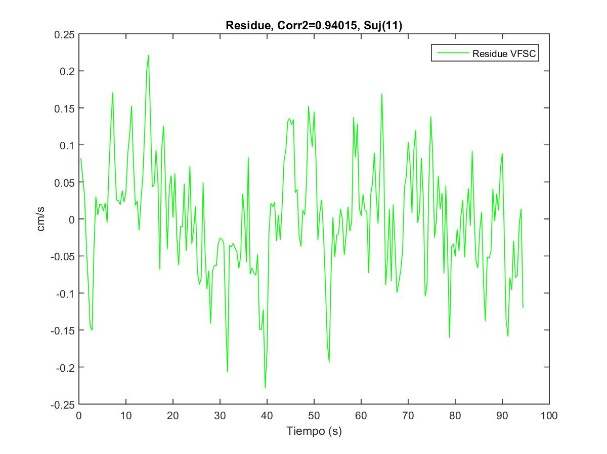 Residue, Corr2=0.94015, Suj(11)
Residue VFSC
0.25
0.2
0.15
0.1
0.05
0
-0.05
-0.1
-0.15
-0.2
-0.25
cm/s
0 10 20 30 40 50 60 70 80 90 100
Tiempo (s)